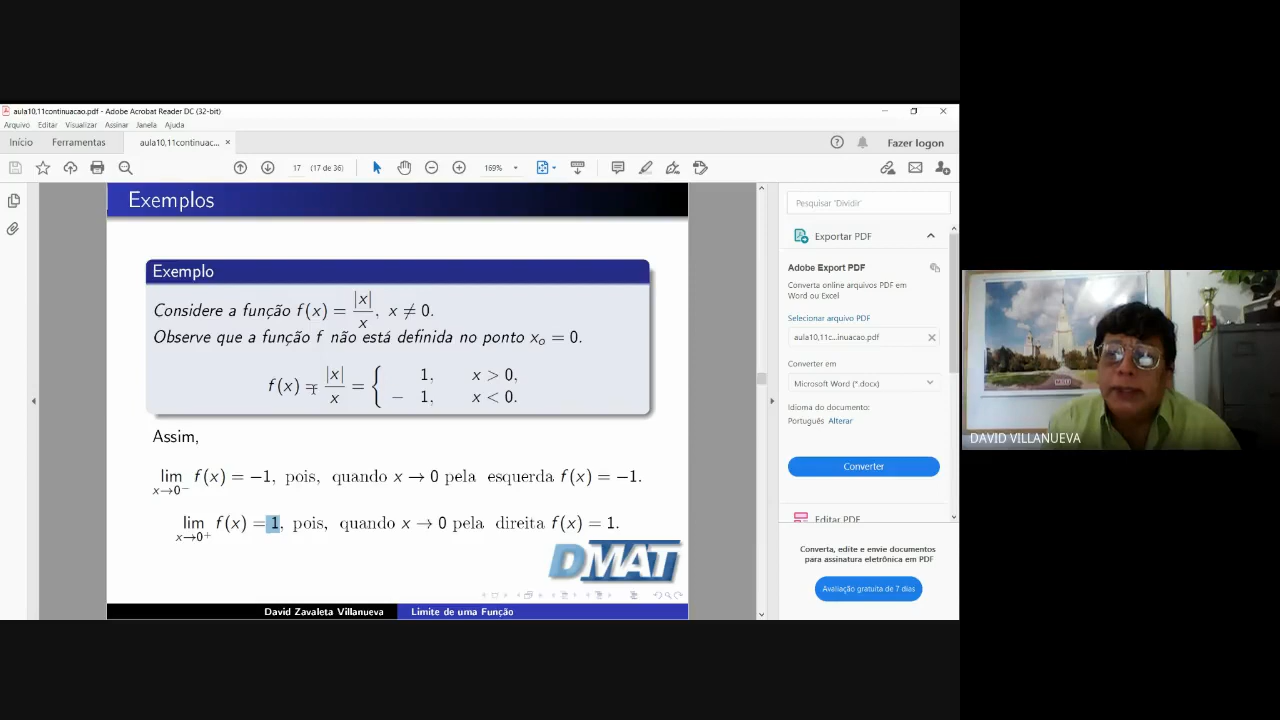 aula10,11continuacao.pdf - Adobe Acrobat Reader DC (32-bit)
Arquivo Editar Visualizar Assinar Janela Ajuda
Início Ferramentas aula10,11continuac... × Fazer logon
17 (17 de 36) 169%
Exemplos
Exemplo
Considere a função f(x) = |x|/x, x ≠ 0.
Observe que a função f não está definida no ponto x₀ = 0.
f(x) = |x|/x = { 1, x > 0,
− 1, x < 0.
Assim,
lim x→0⁻ f(x) = −1, pois, quando x → 0 pela esquerda f(x) = −1.
lim x→0⁺ f(x) = 1, pois, quando x → 0 pela direita f(x) = 1.
DMAT
David Zavaleta Villanueva Limite de uma Função
Pesquisar 'Dividir'
Exportar PDF
Adobe Export PDF
Converta online arquivos PDF em
Word ou Excel
Selecionar arquivo PDF
aula10,11c...inuacao.pdf
Converter em
Microsoft Word (*.docx)
Idioma do documento:
Português Alterar
Converter
Editar PDF
Converta, edite e envie documentos
para assinatura eletrônica em PDF
Avaliação gratuita de 7 dias
DAVID VILLANUEVA